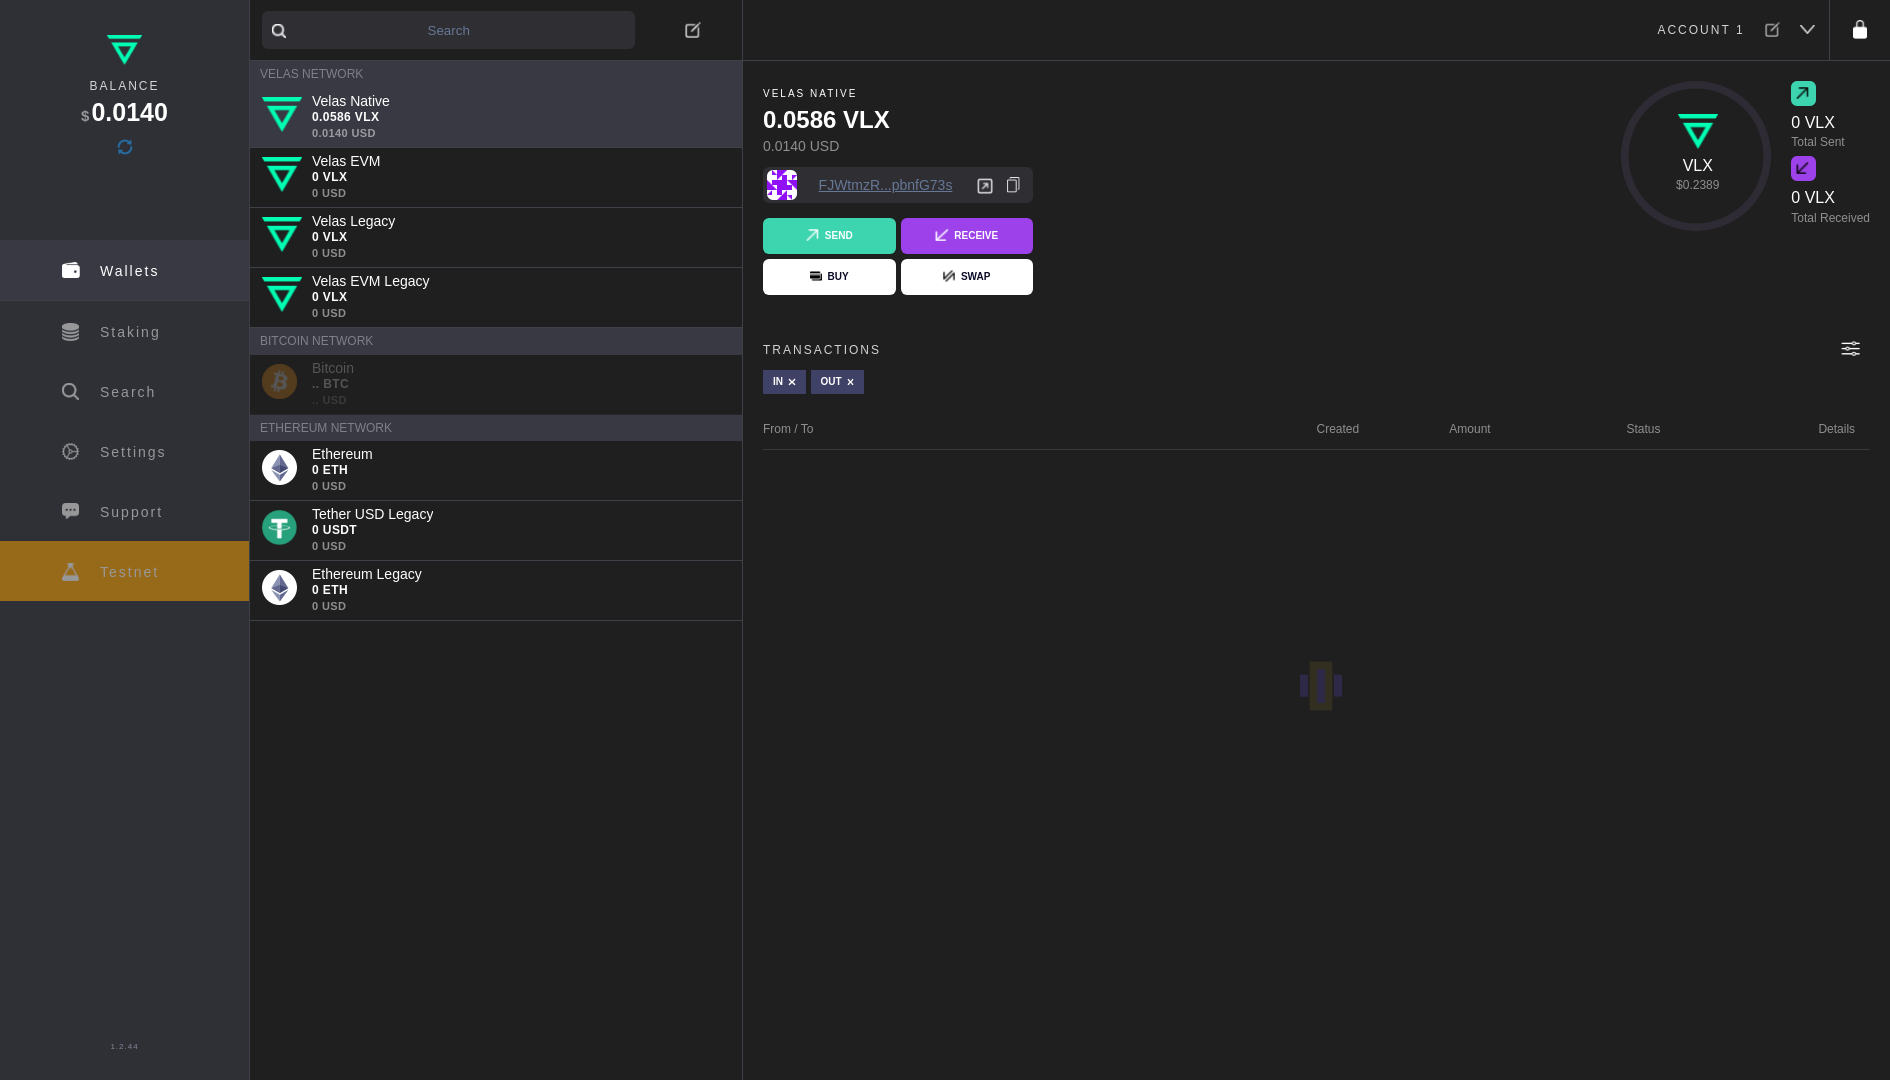 BALANCE
$ 0.0140
Wallets
Staking
Search
Settings
Support
Testnet
1.2.44
Search
VELAS NETWORK
Velas Native
0.0586 VLX
0.0140 USD
Velas EVM
0 VLX
0 USD
Velas Legacy
0 VLX
0 USD
Velas EVM Legacy
0 VLX
0 USD
BITCOIN NETWORK
Bitcoin
.. BTC
.. USD
ETHEREUM NETWORK
Ethereum
0 ETH
0 USD
Tether USD Legacy
0 USDT
0 USD
Ethereum Legacy
0 ETH
0 USD
ACCOUNT 1
VELAS NATIVE
0.0586 VLX
0.0140 USD
FJWtmzR...pbnfG73s
SEND
RECEIVE
BUY
SWAP
VLX
$0.2389
0 VLX
Total Sent
0 VLX
Total Received
TRANSACTIONS
IN ×
OUT ×
From / To Created Amount Status Details